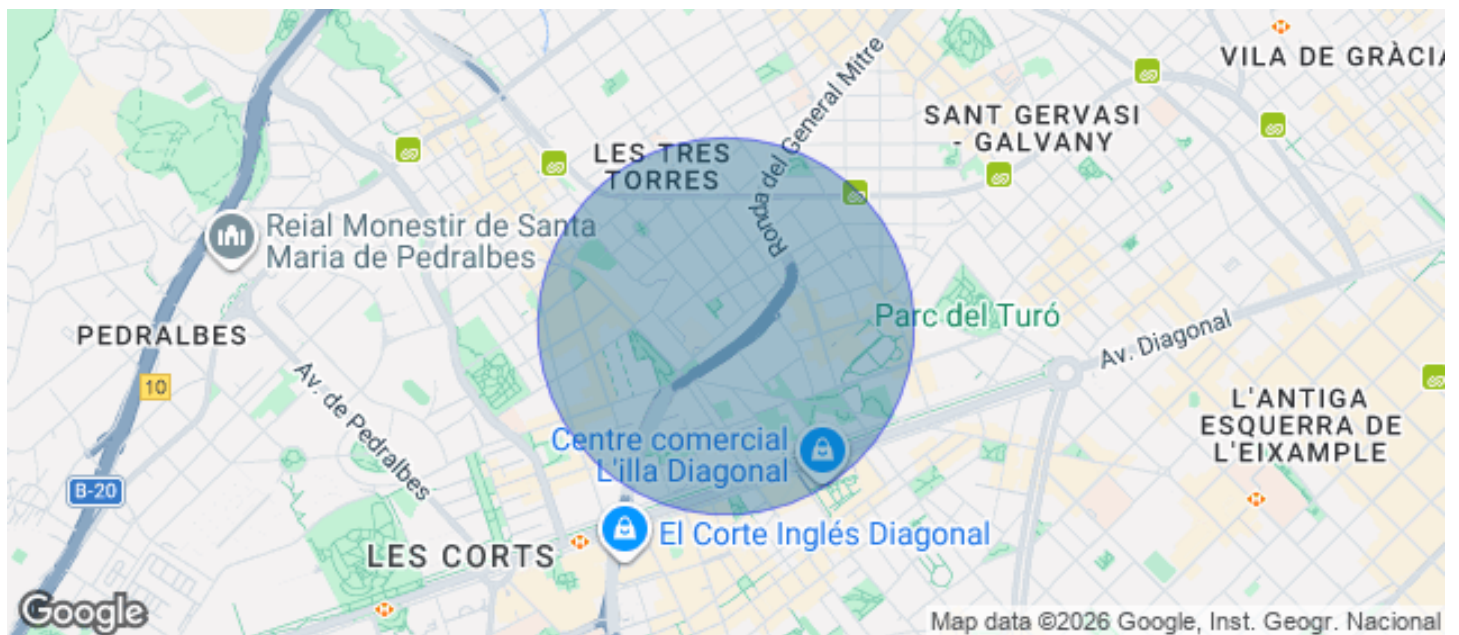 VILA DE GRÀCIA
SANT GERVASI
- GALVANY
Ronda del General Mitre
LES TRES
TORRES
Reial Monestir de Santa
Maria de Pedralbes
PEDRALBES
Parc del Turó
Av. Diagonal
10
Av. de Pedralbes
L'ANTIGA
ESQUERRA DE
L'EIXAMPLE
Centre comercial
L'illa Diagonal
B-20
El Corte Inglés Diagonal
LES CORTS
Google
Map data ©2026 Google, Inst. Geogr. Nacional